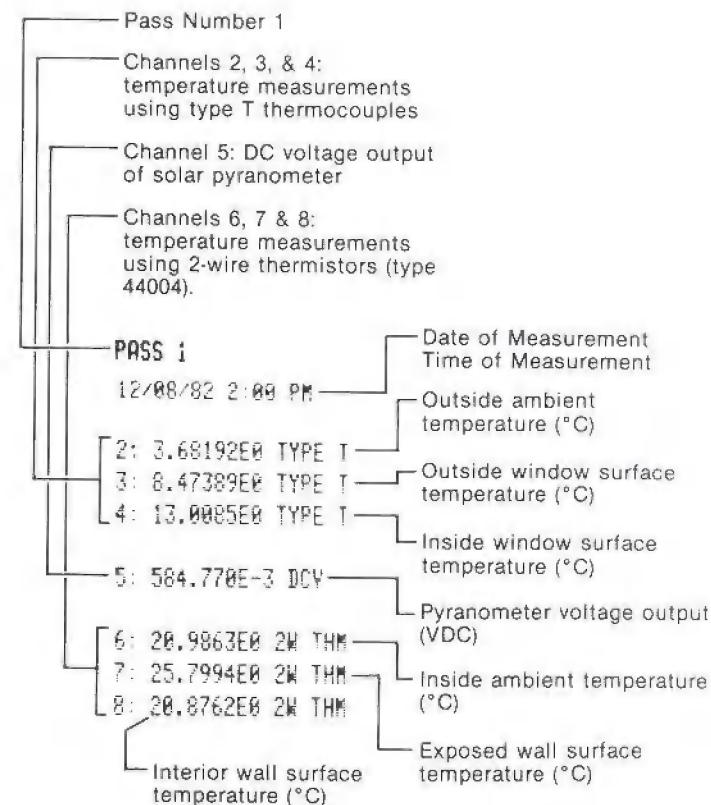 Pass Number 1
Channels 2, 3, & 4:
temperature measurements
using type T thermocouples
Channel 5: DC voltage output
of solar pyranometer
Channels 6, 7 & 8:
temperature measurements
using 2-wire thermistors (type
44004).
PASS 1
Date of Measurement
Time of Measurement
12/08/82 2:00 PM
Outside ambient
temperature (°C)
2: 3.68192E0 TYPE T
3: 8.47389E0 TYPE T
Outside window surface
temperature (°C)
4: 13.0085E0 TYPE T
Inside window surface
temperature (°C)
5: 584.770E-3 DCV
Pyranometer voltage output
(VDC)
6: 20.9863E0 2W THM
7: 25.7994E0 2W THM
Inside ambient temperature
(°C)
8: 20.8762E0 2W THM
Exposed wall surface
temperature (°C)
Interior wall surface
temperature (°C)